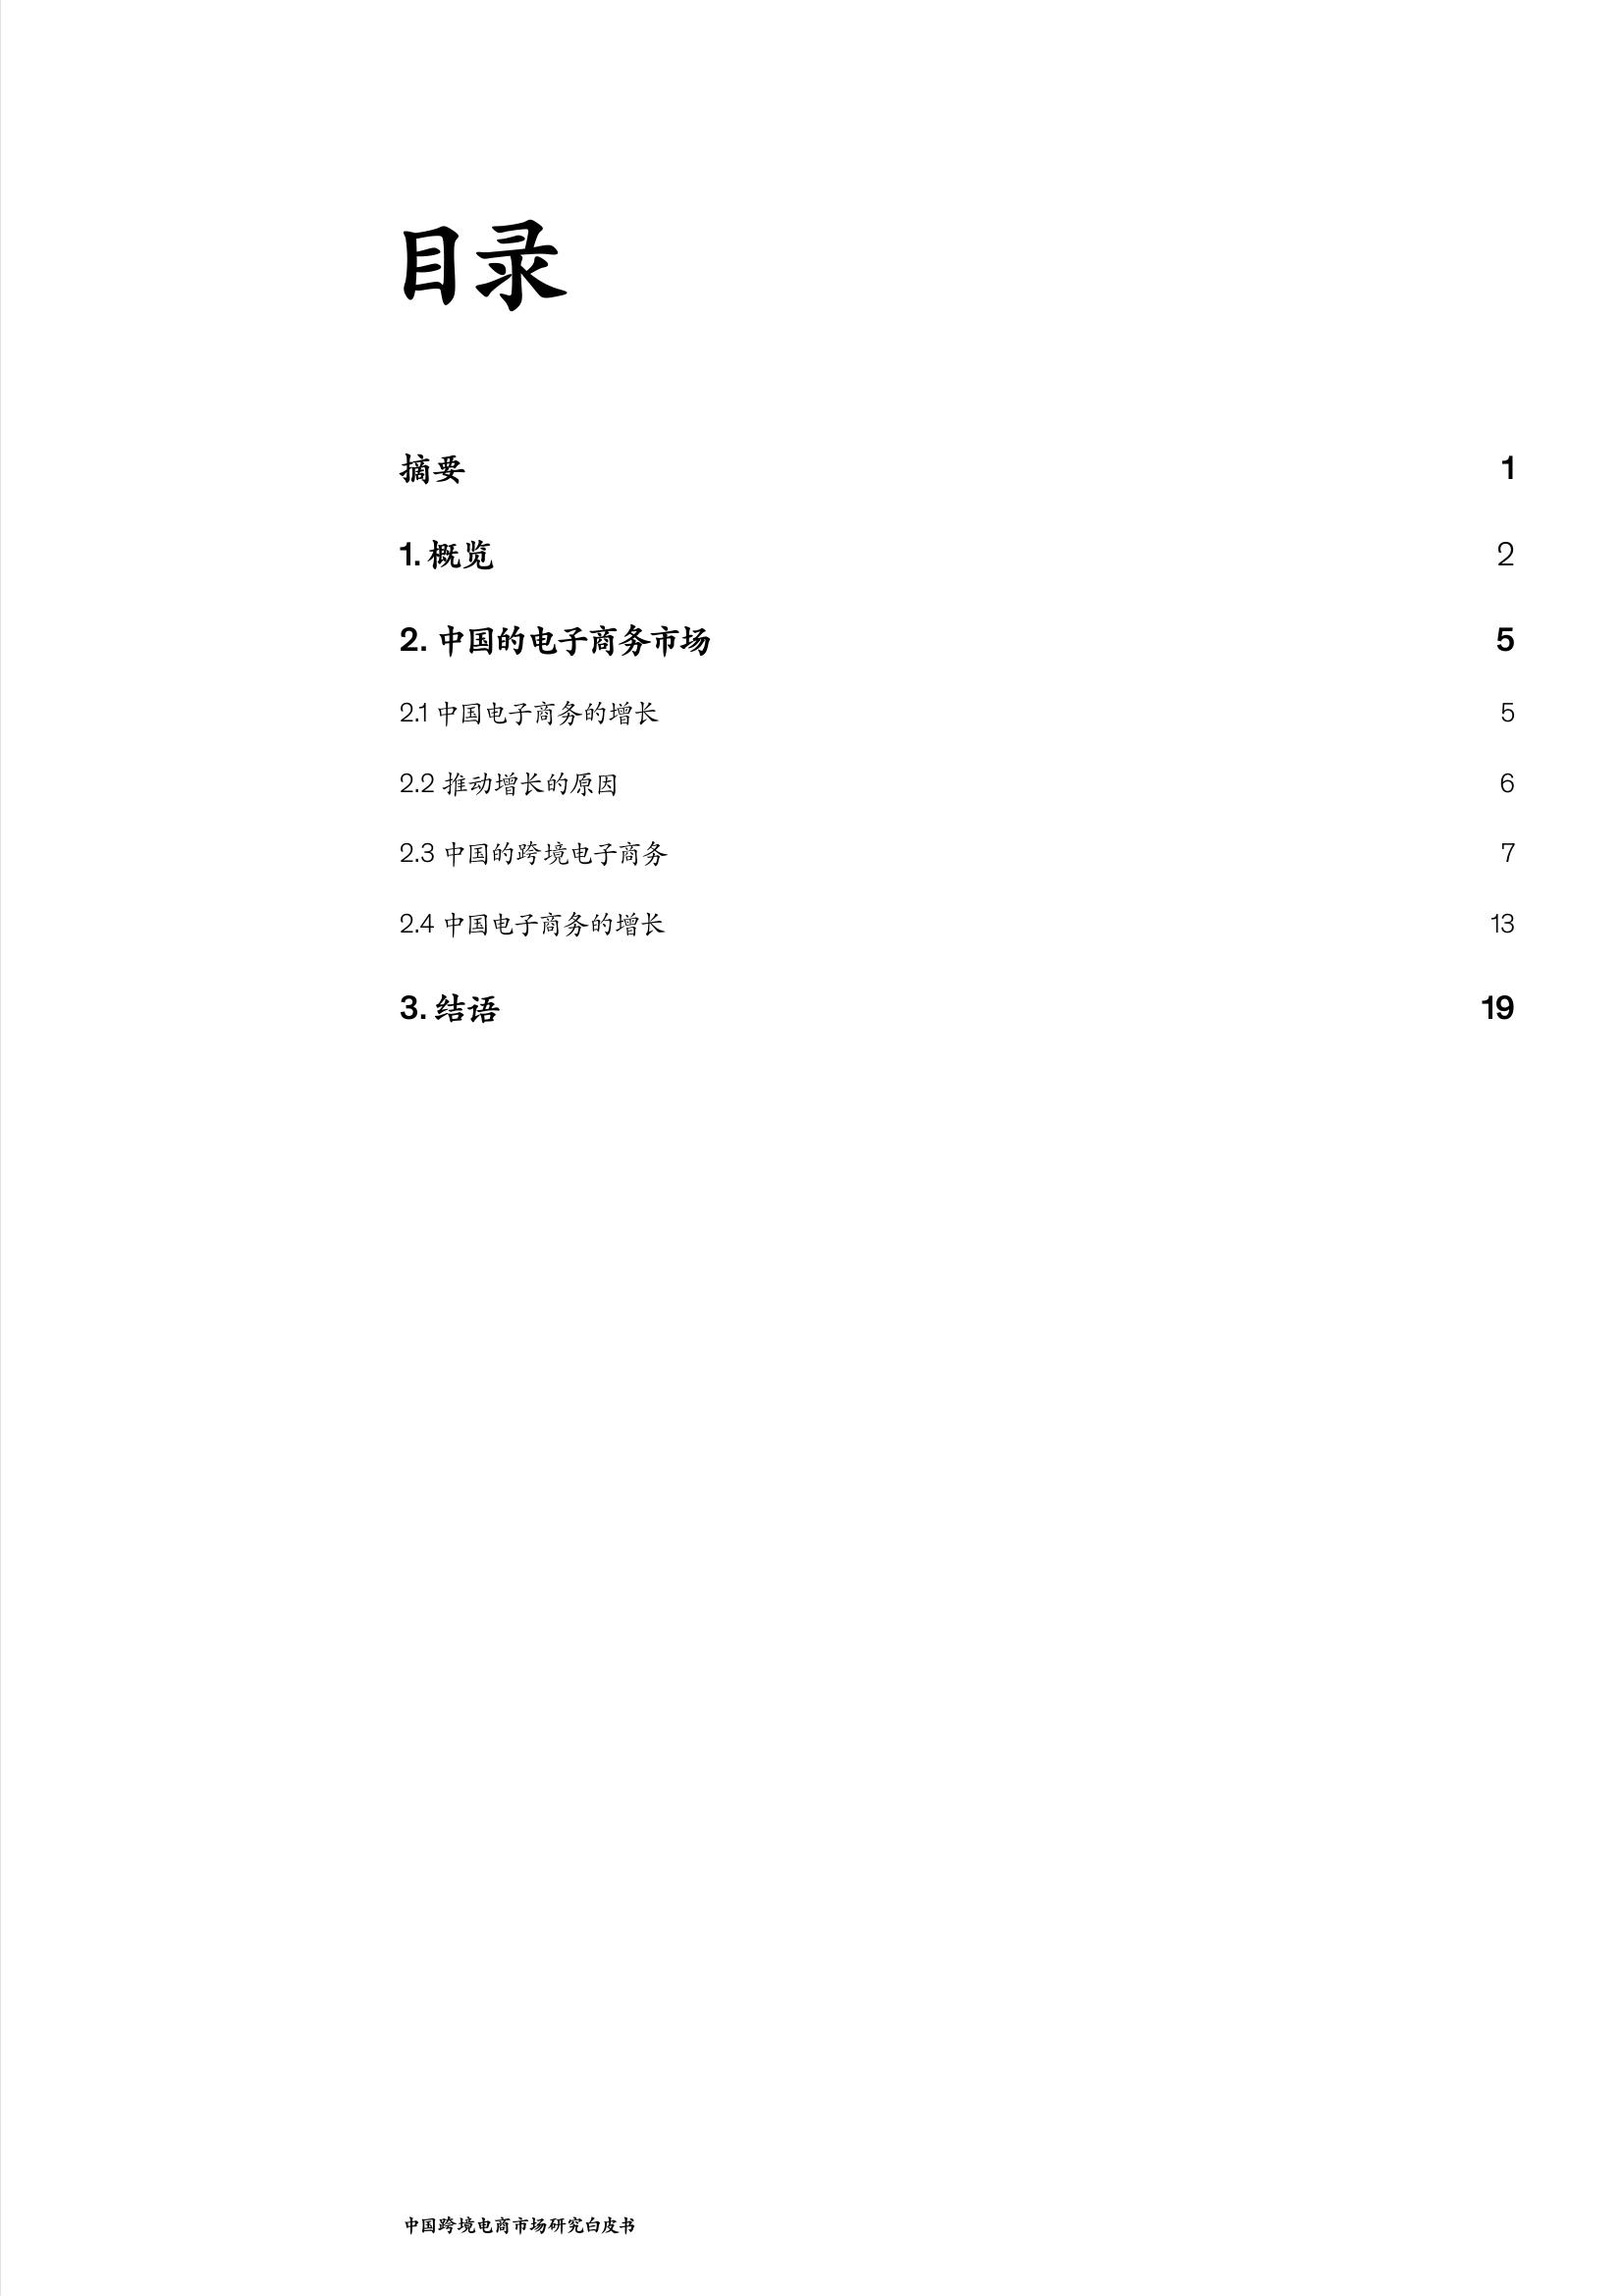 目录
摘要 1
1. 概览 2
2. 中国的电子商务市场 5
2.1 中国电子商务的增长 5
2.2 推动增长的原因 6
2.3 中国的跨境电子商务 7
2.4 中国电子商务的增长 13
3. 结语 19
中国跨境电商市场研究白皮书